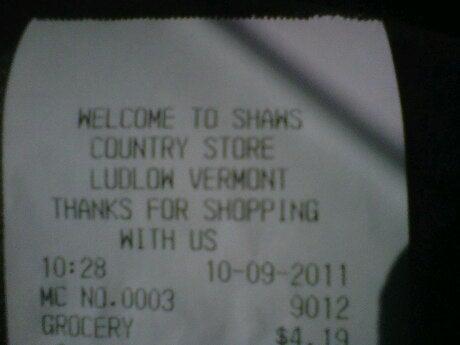 WELCOME TO SHAWS
COUNTRY STORE
LUDLOW VERMONT
THANKS FOR SHOPPING
WITH US
10:28 10-09-2011
MC NO.0003 9012
GROCERY $4.19